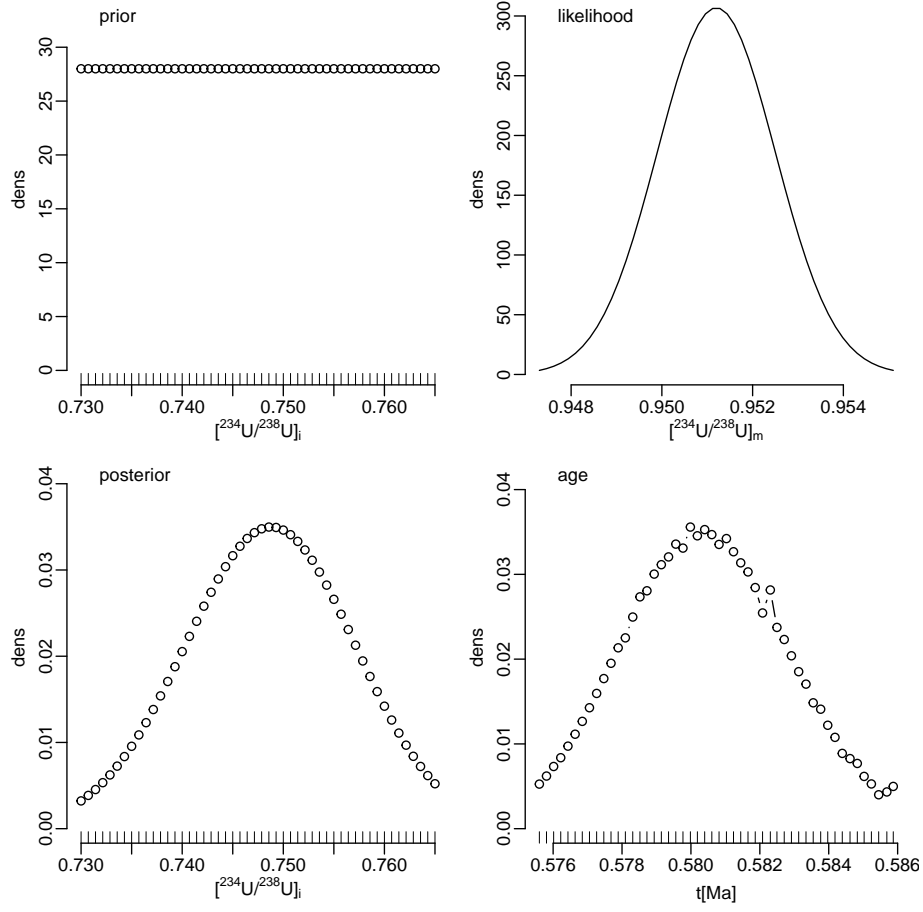 prior
dens
30
25
20
15
10
5
0
0.730 0.740 0.750 0.760
[²³⁴U/²³⁸U]ᵢ
likelihood
dens
300
250
200
150
100
50
0
0.948 0.950 0.952 0.954
[²³⁴U/²³⁸U]ₘ
posterior
dens
0.04
0.03
0.02
0.01
0.00
0.730 0.740 0.750 0.760
[²³⁴U/²³⁸U]ᵢ
age
dens
0.04
0.03
0.02
0.01
0.00
0.576 0.578 0.580 0.582 0.584 0.586
t[Ma]